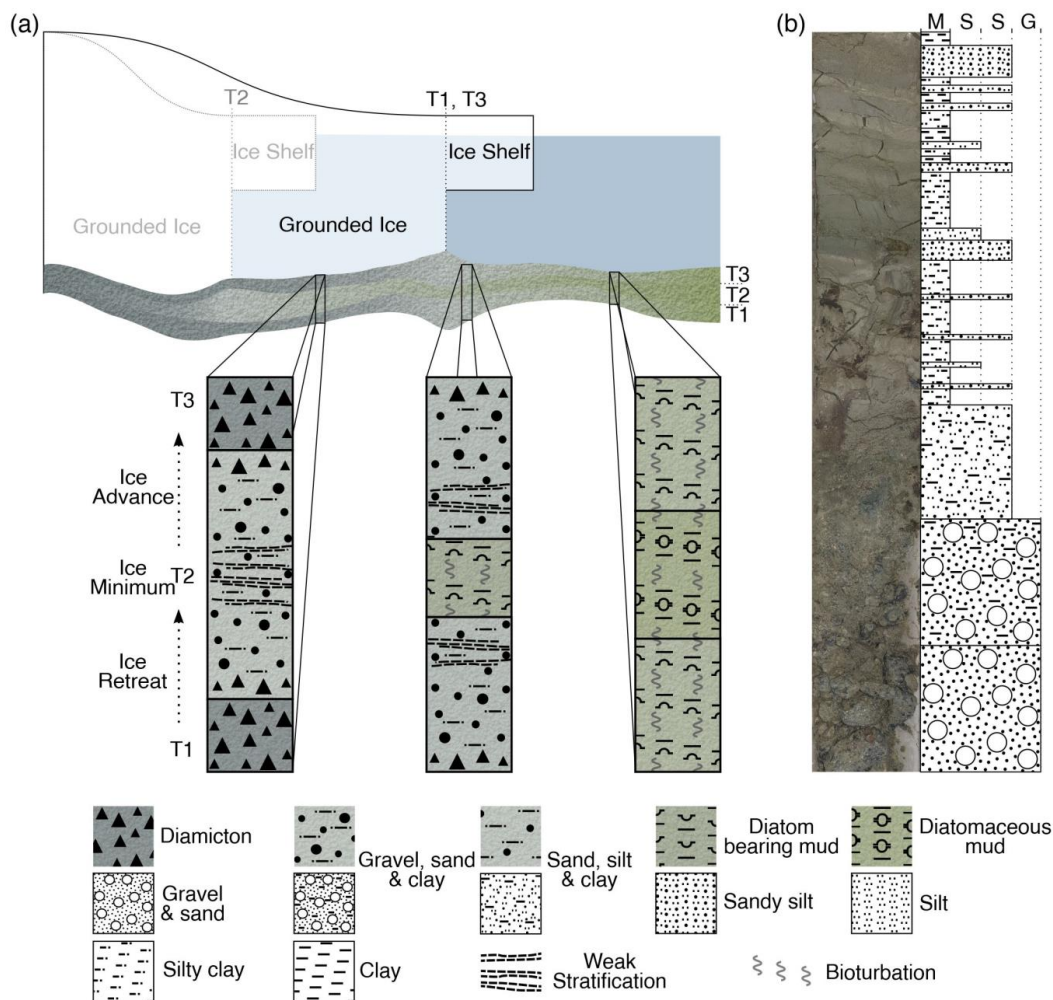 (a)
(b)
M S S G
T2
T1, T3
Ice Shelf
Ice Shelf
Grounded Ice
Grounded Ice
T3
T2
T1
T3
Ice
Advance
Ice
Minimum
T2
Ice
Retreat
T1
Diamicton
Gravel, sand
& clay
Sand, silt
& clay
Diatom
bearing mud
Diatomaceous
mud
Gravel
& sand
Sandy silt
Silt
Silty clay
Clay
Weak
Stratification
Bioturbation